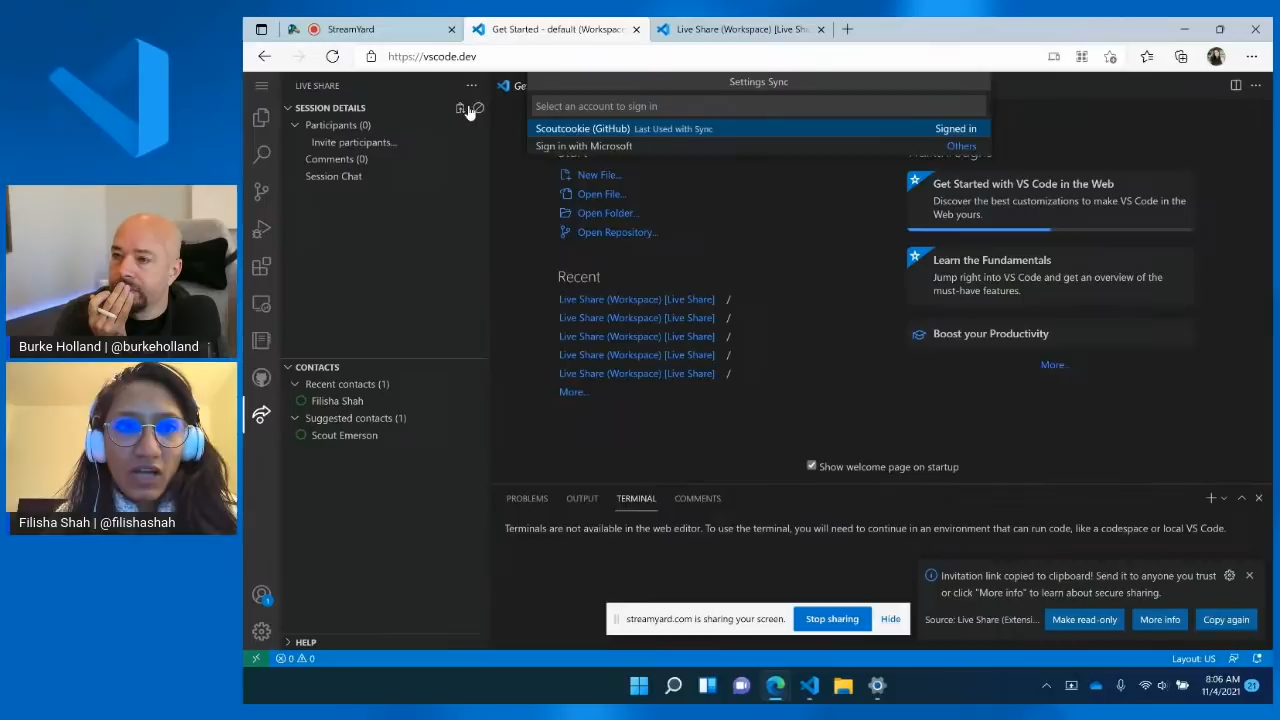 StreamYard
Get Started - default (Workspac
Live Share (Workspace) [Live Sh
https://vscode.dev
LIVE SHARE
Settings Sync
Select an account to sign in
Scoutcookie (GitHub) Last Used with Sync Signed in
Sign in with Microsoft Others
SESSION DETAILS
Participants (0)
Invite participants...
Comments (0)
Session Chat
New File...
Open File...
Open Folder...
Open Repository...
Recent
Live Share (Workspace) [Live Share] /
Live Share (Workspace) [Live Share] /
Live Share (Workspace) [Live Share] /
Live Share (Workspace) [Live Share] /
Live Share (Workspace) [Live Share] /
More...
Get Started with VS Code in the Web
Discover the best customizations to make VS Code in the
Web yours.
Learn the Fundamentals
Jump right into VS Code and get an overview of the
must-have features.
Boost your Productivity
More...
Show welcome page on startup
CONTACTS
Recent contacts (1)
Filisha Shah
Suggested contacts (1)
Scout Emerson
HELP
PROBLEMS OUTPUT TERMINAL COMMENTS
Terminals are not available in the web editor. To use the terminal, you will need to continue in an environment that can run code, like a codespace or local VS Code.
Invitation link copied to clipboard! Send it to anyone you trust
or click "More info" to learn about secure sharing.
Source: Live Share (Extensi... Make read-only More info Copy again
streamyard.com is sharing your screen. Stop sharing Hide
0 0
Layout: US
8:06 AM
11/4/2021
21
1
Burke Holland | @burkeholland
Filisha Shah | @filishashah